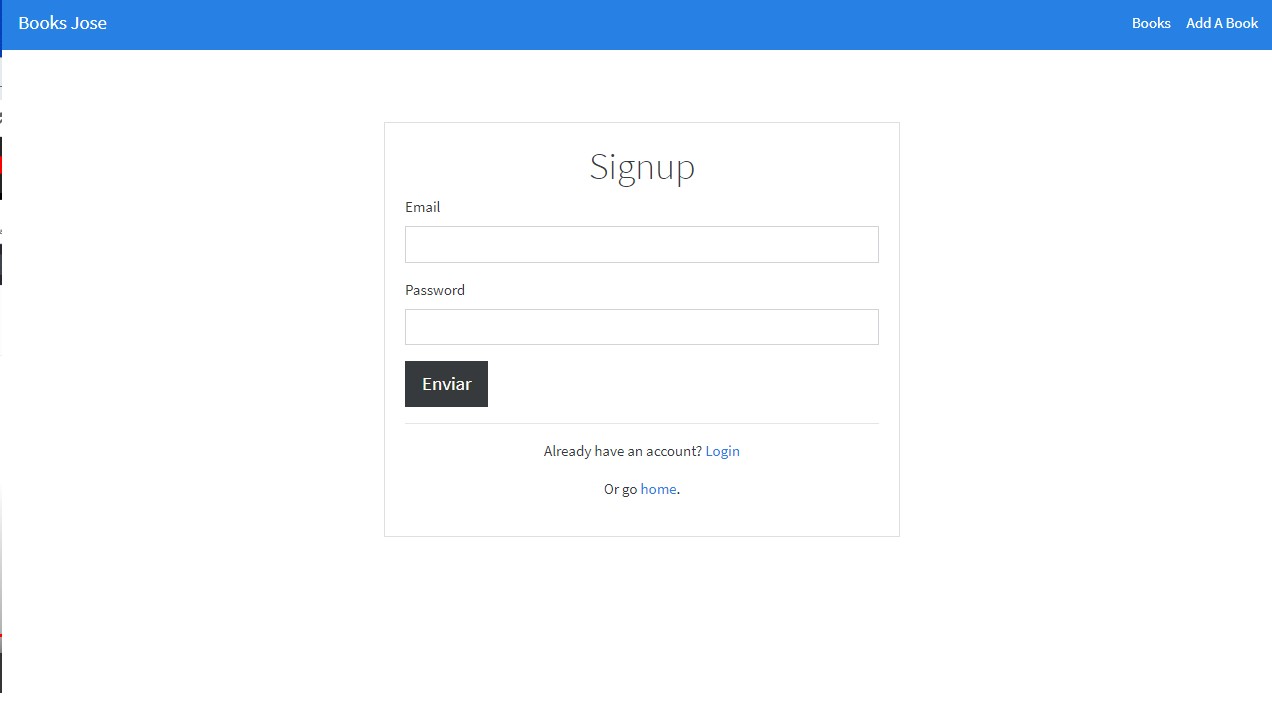 Books Jose
Books Add A Book
Signup
Email
Password
Enviar
Already have an account? Login
Or go home.